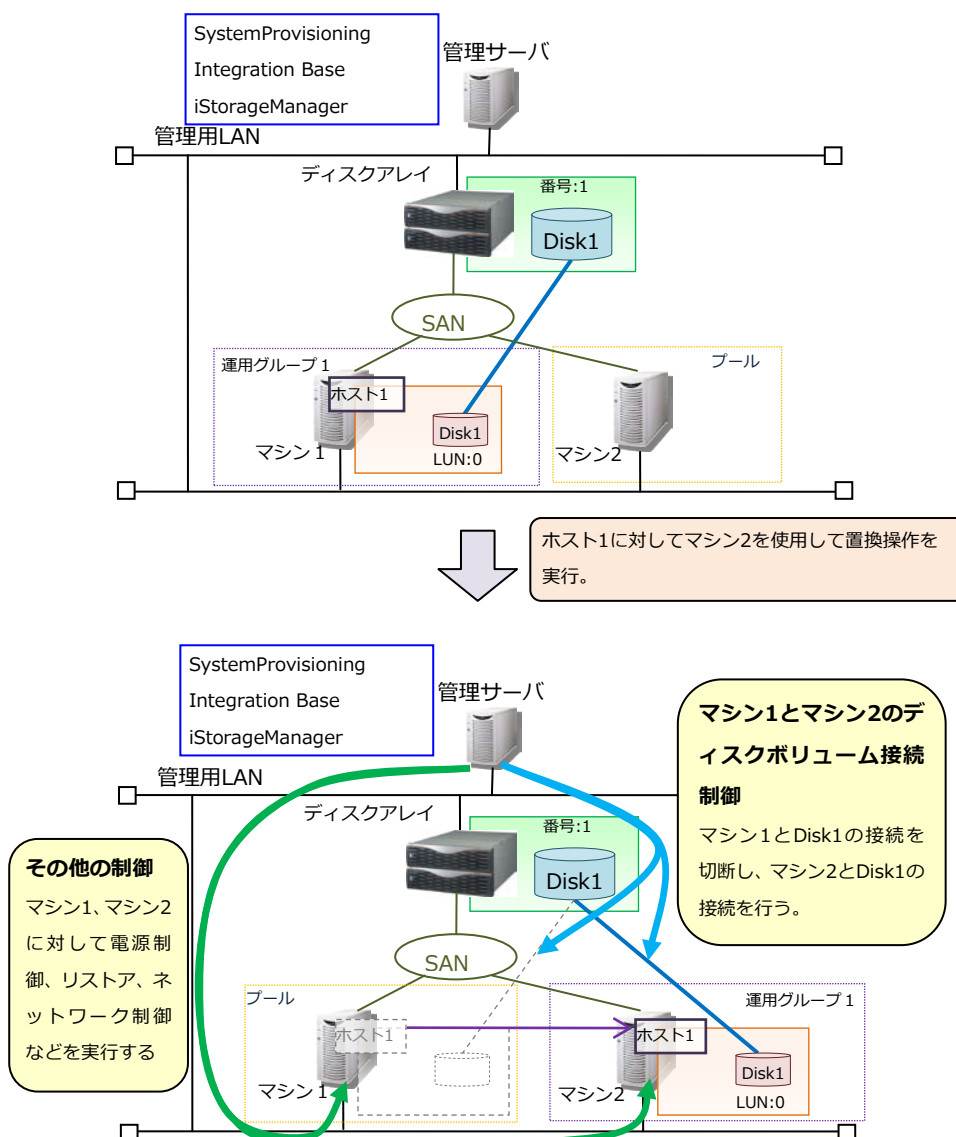 SystemProvisioning
Integration Base
iStorageManager
管理サーバ
管理用LAN
ディスクアレイ
番号:1
Disk1
SAN
運用グループ1
プール
ホスト1
Disk1
マシン1
LUN:0
マシン2
ホスト1に対してマシン2を使用して置換操作を
実行。
SystemProvisioning
Integration Base
iStorageManager
管理サーバ
マシン1とマシン2のデ
ィスクボリューム接続
制御
マシン1とDisk1の接続を
切断し、マシン2とDisk1の
接続を行う。
管理用LAN
ディスクアレイ
番号:1
Disk1
その他の制御
マシン1、マシン2
に対して電源制
御、リストア、ネ
ットワーク制御
などを実行する
SAN
プール
運用グループ1
ホスト1
ホスト1
Disk1
マシン1
マシン2
LUN:0